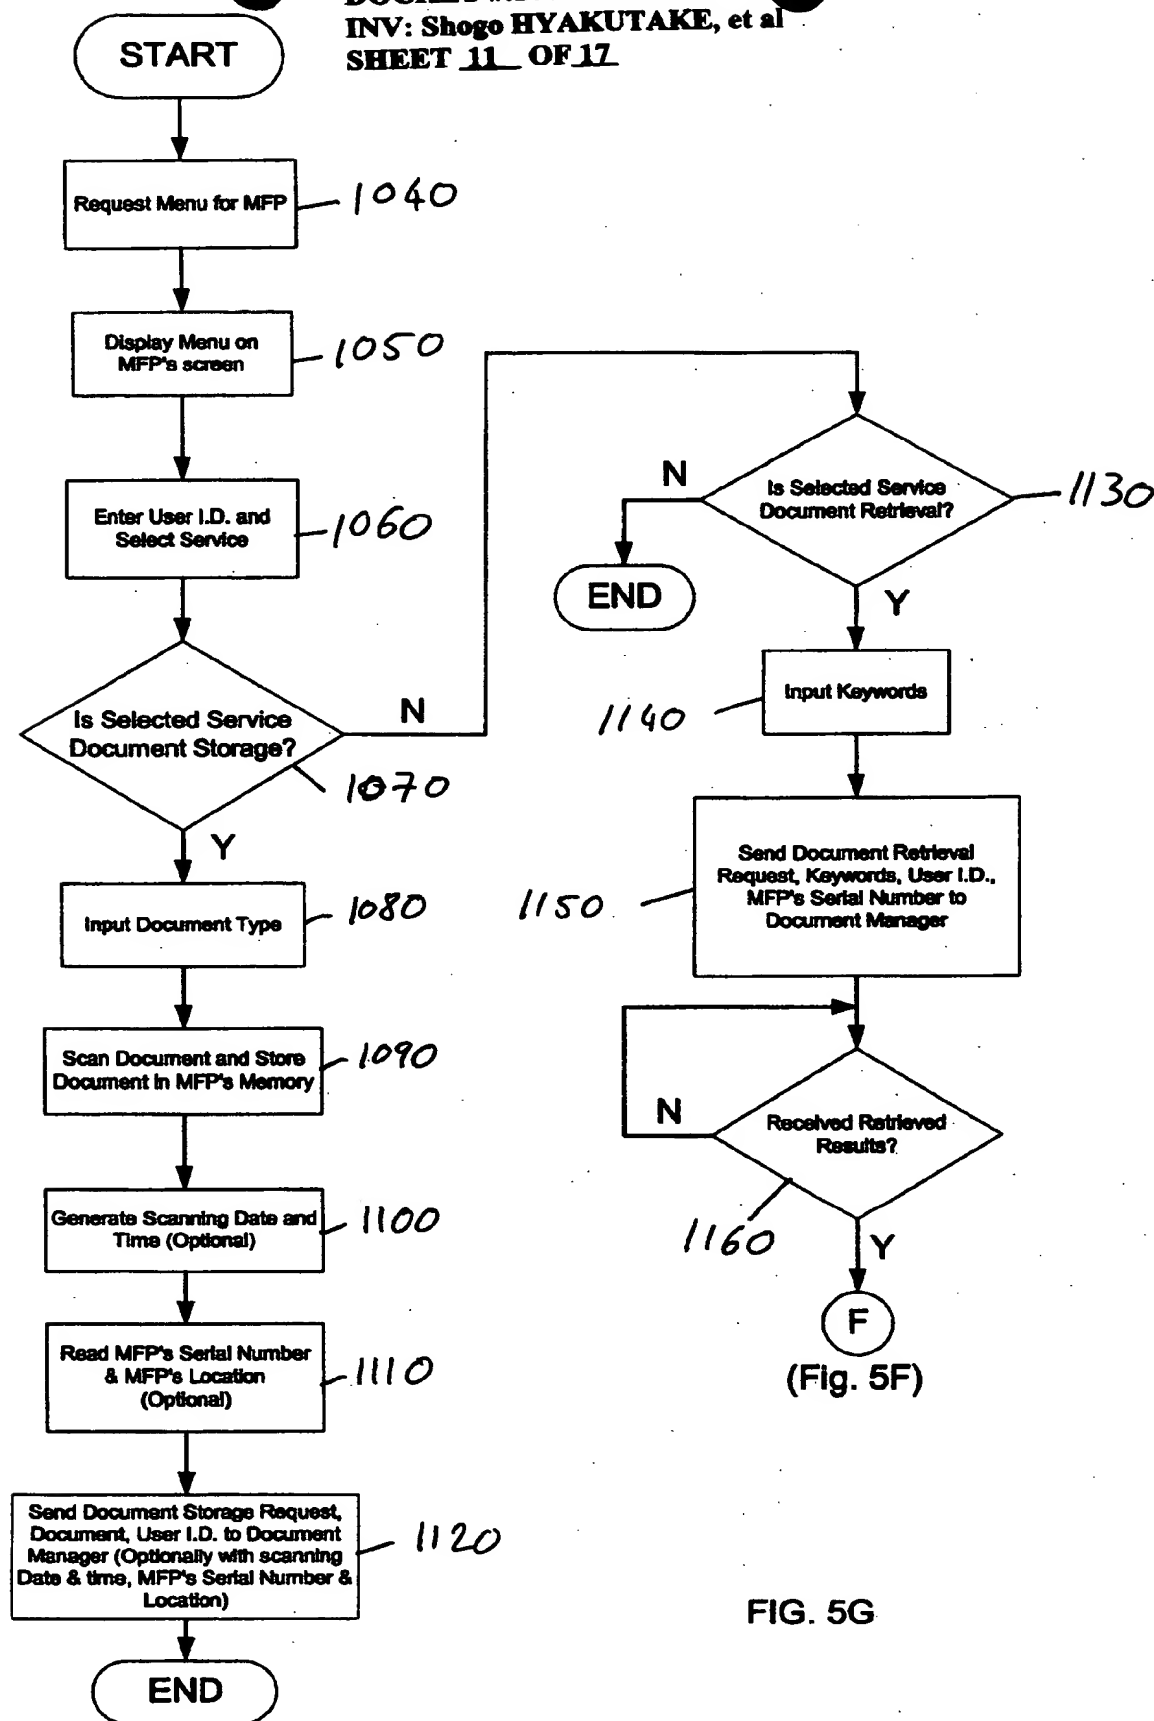 INV: Shogo HYAKUTAKE, et al
SHEET 11 OF 17
START
Request Menu for MFP
1040
Display Menu on
MFP's screen
1050
Enter User I.D. and
Select Service
1060
Is Selected Service
Document Storage?
N
1070
Y
Input Document Type
1080
Scan Document and Store
Document in MFP's Memory
1090
Generate Scanning Date and
Time (Optional)
1100
Read MFP's Serial Number
& MFP's Location
(Optional)
1110
Send Document Storage Request,
Document, User I.D. to Document
Manager (Optionally with scanning
Date & time, MFP's Serial Number &
Location)
1120
END
Is Selected Service
Document Retrieval?
1130
N
END
Y
Input Keywords
1140
Send Document Retrieval
Request, Keywords, User I.D.,
MFP's Serial Number to
Document Manager
1150
Received Retrieved
Results?
N
1160
Y
F
(Fig. 5F)
FIG. 5G